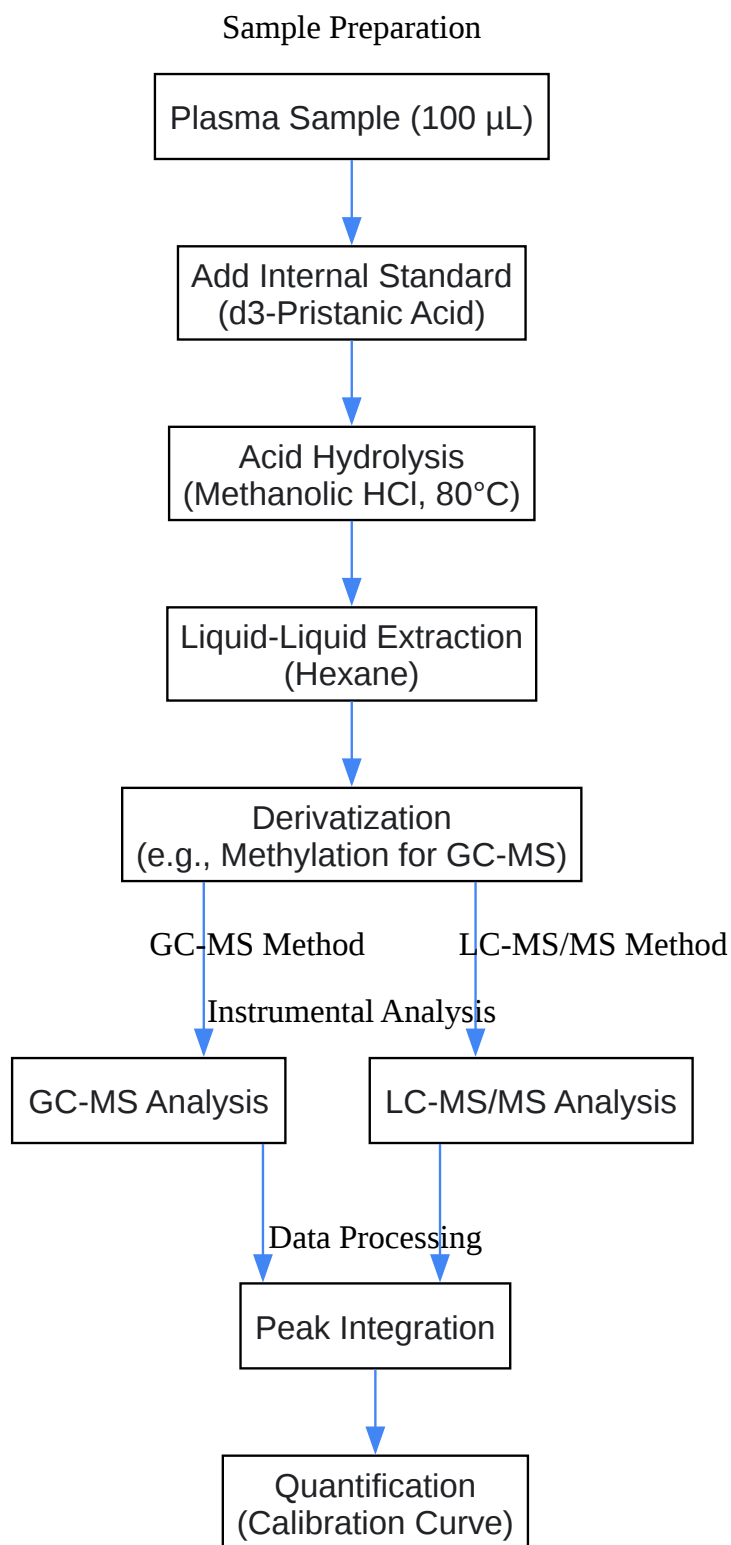 Sample Preparation
Plasma Sample (100 µL)
Add Internal Standard
(d3-Pristanic Acid)
Acid Hydrolysis
(Methanolic HCl, 80°C)
Liquid-Liquid Extraction
(Hexane)
Derivatization
(e.g., Methylation for GC-MS)
GC-MS Method
LC-MS/MS Method
Instrumental Analysis
GC-MS Analysis
LC-MS/MS Analysis
Data Processing
Peak Integration
Quantification
(Calibration Curve)